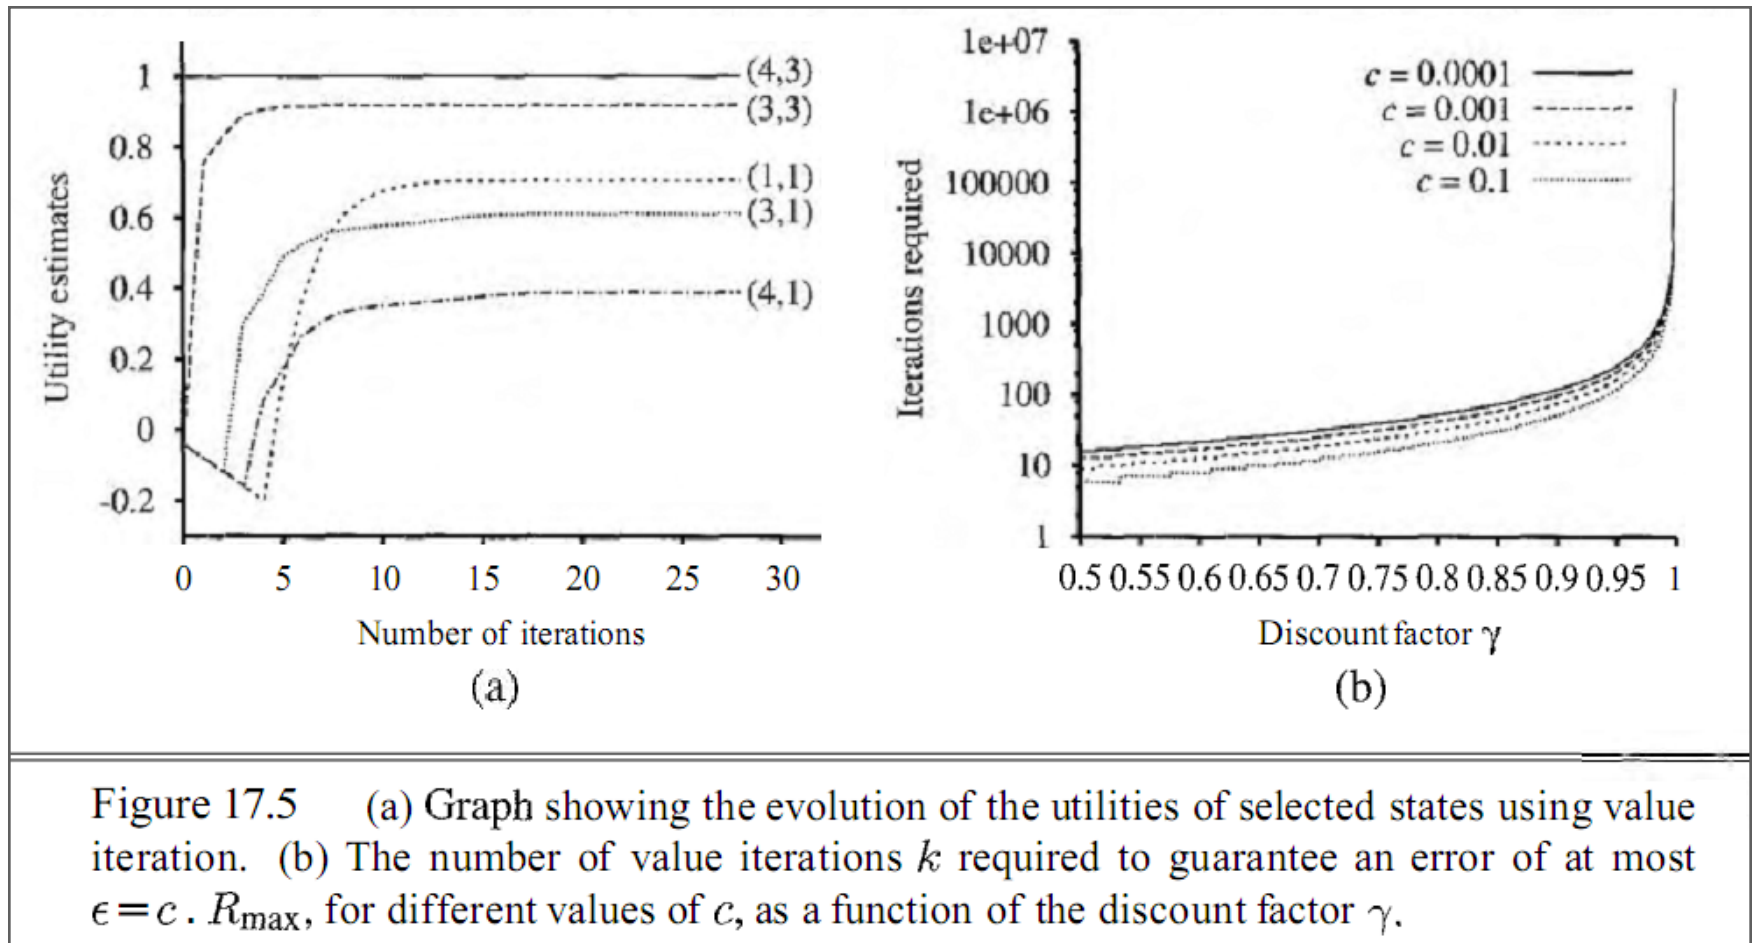 1
0.8
0.6
0.4
0.2
0
-0.2
Utility estimates
(4,3)
(3,3)
(1,1)
(3,1)
(4,1)
0 5 10 15 20 25 30
Number of iterations
(a)
1e+07
1e+06
100000
10000
1000
100
10
1
Iterations required
c = 0.0001
c = 0.001
c = 0.01
c = 0.1
0.5 0.55 0.6 0.65 0.7 0.75 0.8 0.85 0.9 0.95 1
Discount factor γ
(b)
Figure 17.5 (a) Graph showing the evolution of the utilities of selected states using value
iteration. (b) The number of value iterations k required to guarantee an error of at most
ϵ = c . Rmax, for different values of c, as a function of the discount factor γ.